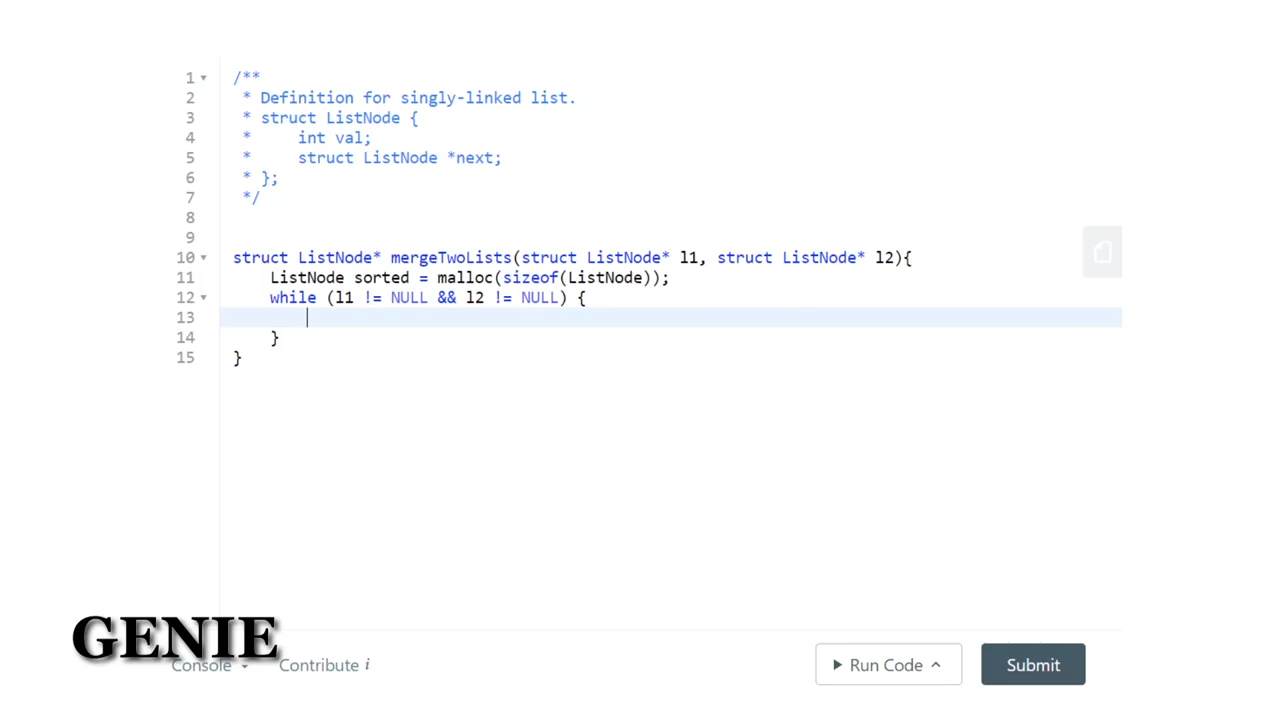 1 /**
2 * Definition for singly-linked list.
3 * struct ListNode {
4 *     int val;
5 *     struct ListNode *next;
6 * };
7 */
8
9
10 struct ListNode* mergeTwoLists(struct ListNode* l1, struct ListNode* l2){
11     ListNode sorted = malloc(sizeof(ListNode));
12     while (l1 != NULL && l2 != NULL) {
13
14     }
15 }
GENIE
Console Contribute i Run Code Submit